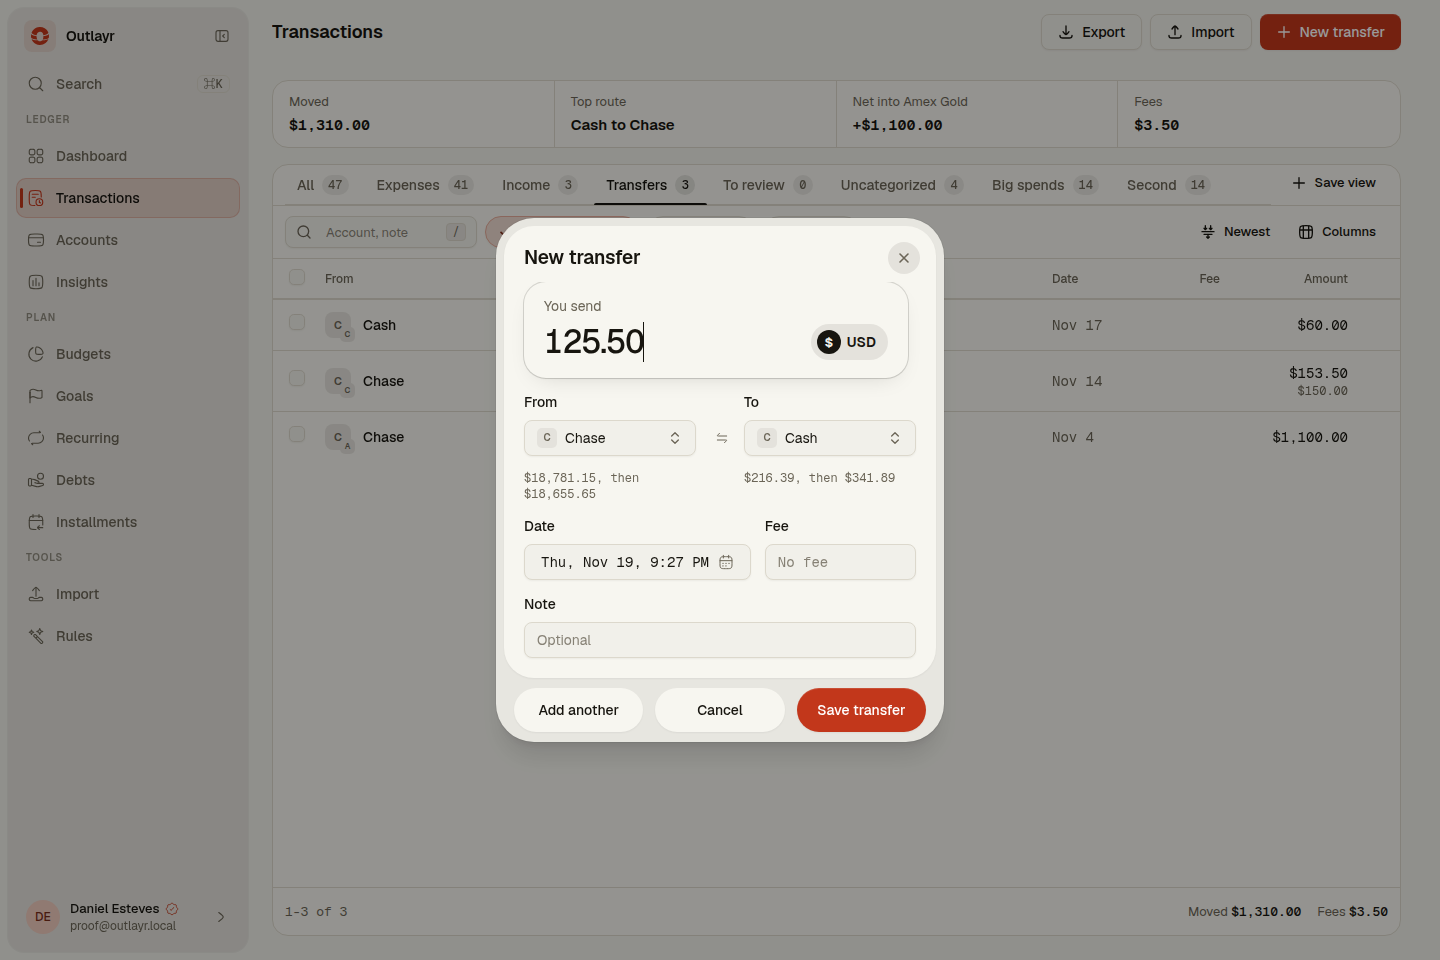 Outlayr
Search ⌘K
LEDGER
Dashboard
Transactions
Accounts
Insights
PLAN
Budgets
Goals
Recurring
Debts
Installments
TOOLS
Import
Rules
DE
Daniel Esteves
proof@outlayr.local
Transactions
Export
Import
New transfer
Moved
$1,310.00
Top route
Cash to Chase
Net into Amex Gold
+$1,100.00
Fees
$3.50
All 47 Expenses 41 Income 3 Transfers 3 To review 0 Uncategorized 4 Big spends 14 Second 14 Save view
Account, note / Newest Columns
From Date Fee Amount
C C Cash Nov 17 $60.00
C C Chase Nov 14 $153.50
$150.00
C A Chase Nov 4 $1,100.00
1-3 of 3 Moved $1,310.00 Fees $3.50
New transfer
You send
125.50 $ USD
From To
C Chase C Cash
$18,781.15, then $216.39, then $341.89
$18,655.65
Date Fee
Thu, Nov 19, 9:27 PM No fee
Note
Optional
Add another Cancel Save transfer